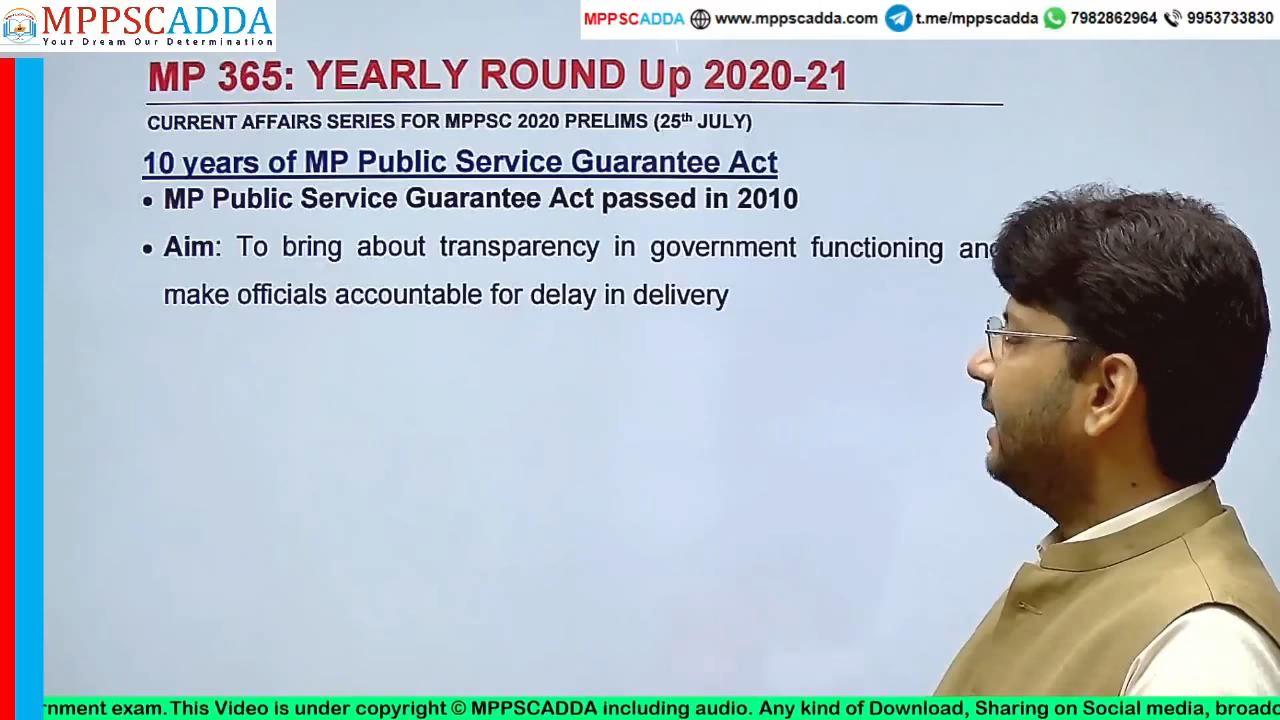 MPPSCADDA
Your Dream Our Determination
MPPSCADDA www.mppscadda.com t.me/mppscadda 7982862964 9953733830
MP 365: YEARLY ROUND Up 2020-21
CURRENT AFFAIRS SERIES FOR MPPSC 2020 PRELIMS (25th JULY)
10 years of MP Public Service Guarantee Act
• MP Public Service Guarantee Act passed in 2010
• Aim: To bring about transparency in government functioning and
make officials accountable for delay in delivery
rnment exam. This Video is under copyright © MPPSCADDA including audio. Any kind of Download, Sharing on Social media, broadc